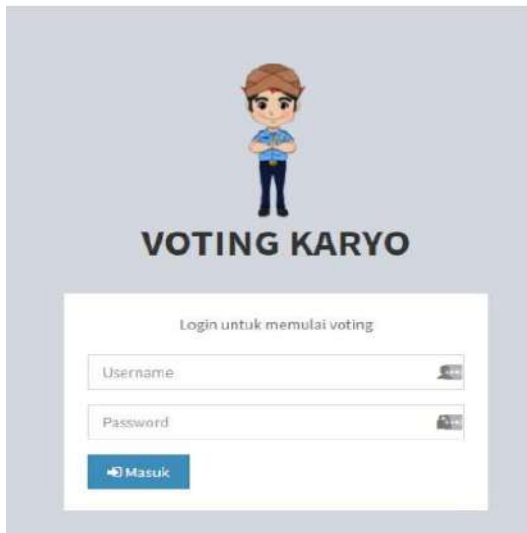 VOTING KARYO
Login untuk memulai voting
Username
Password
Masuk